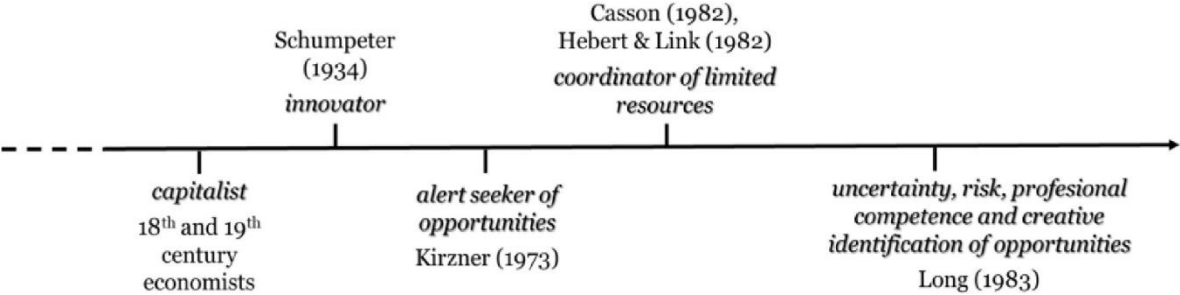 Schumpeter
(1934)
innovator
Casson (1982),
Hebert & Link (1982)
coordinator of limited
resources
capitalist
18th and 19th
century
economists
alert seeker of
opportunities
Kirzner (1973)
uncertainty, risk, profesional
competence and creative
identification of opportunities
Long (1983)